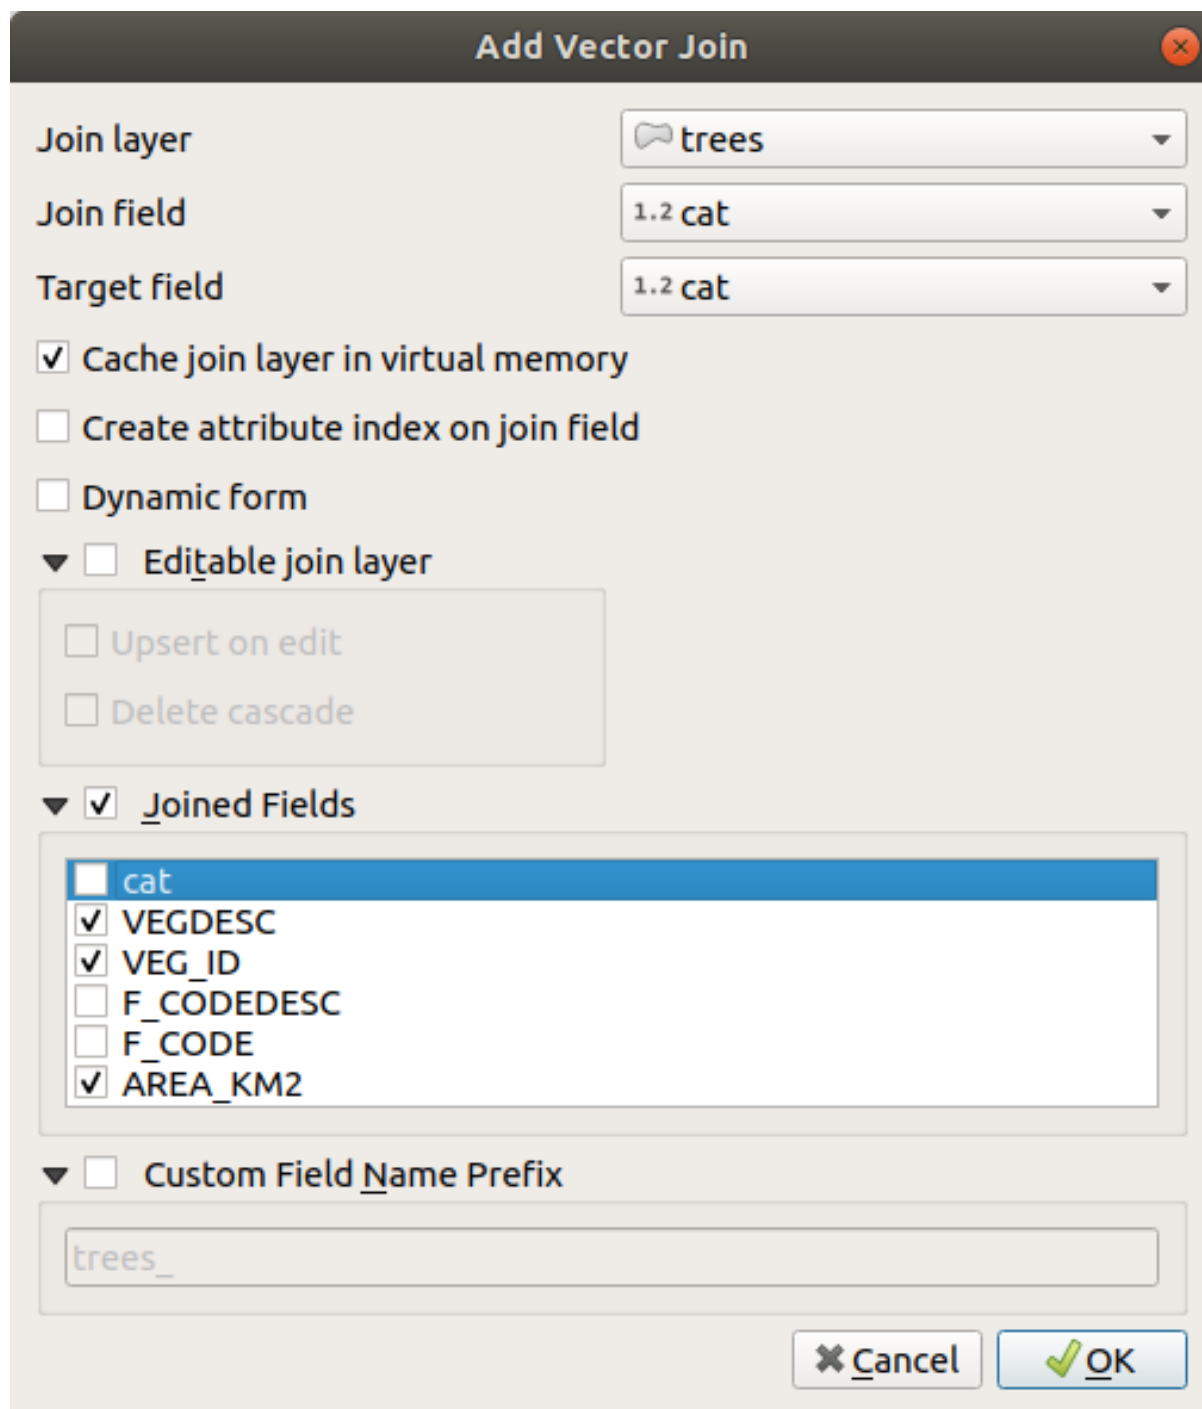 Add Vector Join
Join layer trees
Join field 1.2 cat
Target field 1.2 cat
Cache join layer in virtual memory
Create attribute index on join field
Dynamic form
Editable join layer
Upsert on edit
Delete cascade
Joined Fields
cat
VEGDESC
VEG_ID
F_CODEDESC
F_CODE
AREA_KM2
Custom Field Name Prefix
trees_
Cancel OK